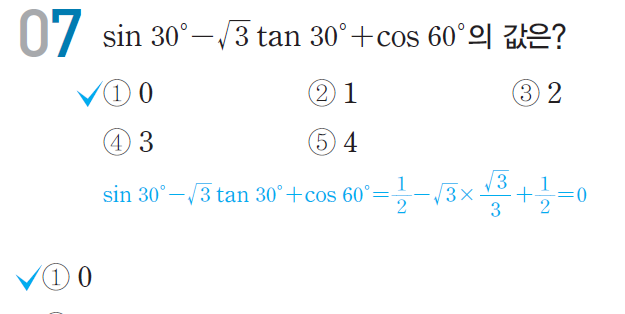 07 sin 30°−√3 tan 30°+cos 60°의 값은?
✓① 0 ② 1 ③ 2
④ 3 ⑤ 4
sin 30°−√3 tan 30°+cos 60°=1/2−√3×√3/3+1/2=0
✓① 0